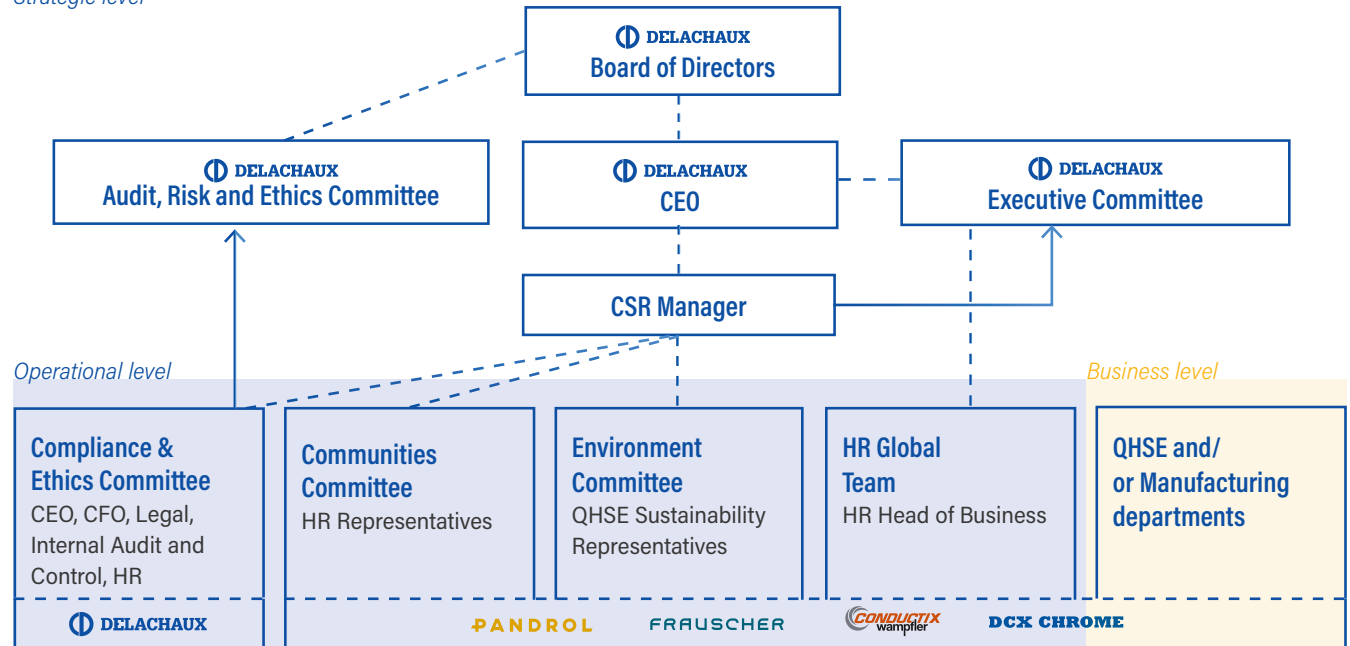 Strategic level
DELACHAUX
Board of Directors
DELACHAUX
Audit, Risk and Ethics Committee
DELACHAUX
CEO
DELACHAUX
Executive Committee
CSR Manager
Operational level
Business level
Compliance &
Ethics Committee
CEO, CFO, Legal,
Internal Audit and
Control, HR
Communities
Committee
HR Representatives
Environment
Committee
QHSE Sustainability
Representatives
HR Global
Team
HR Head of Business
QHSE and/
or Manufacturing
departments
DELACHAUX
PANDROL
FRAUSCHER
CONDUCTIX
wampfler
DCX CHROME